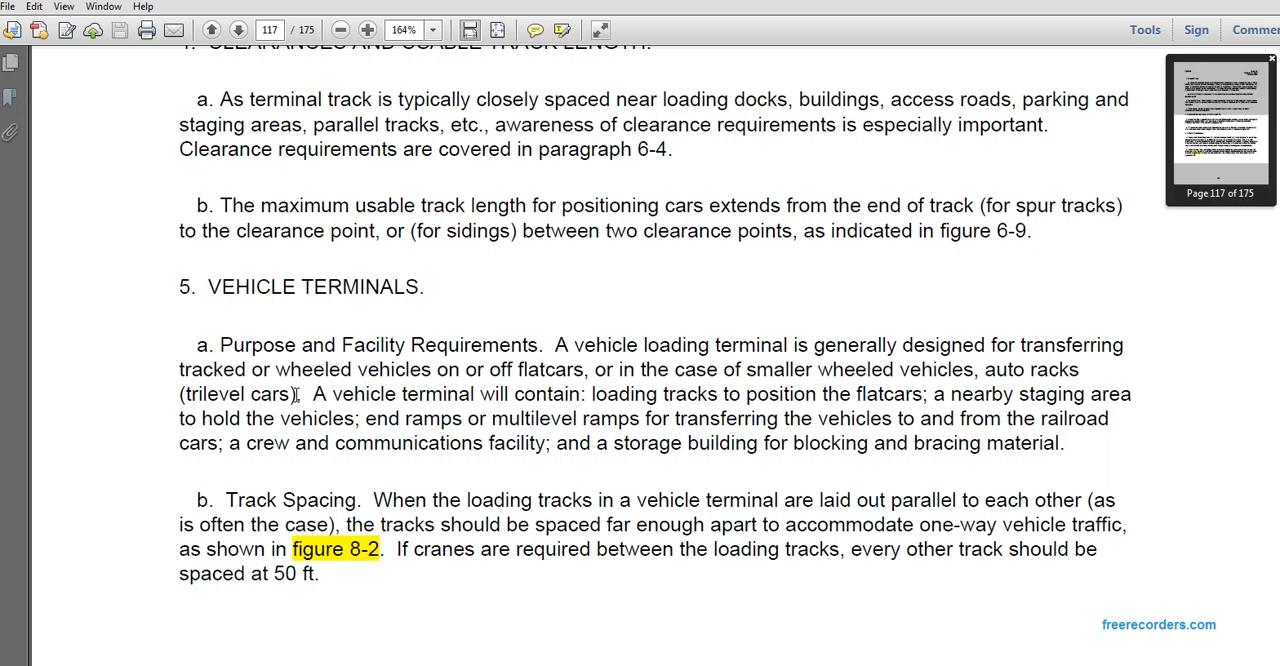 File Edit View Window Help
117 / 175 164% Tools Sign Commen
4. CLEARANCES AND USABLE TRACK LENGTH.
a. As terminal track is typically closely spaced near loading docks, buildings, access roads, parking and
staging areas, parallel tracks, etc., awareness of clearance requirements is especially important.
Clearance requirements are covered in paragraph 6-4.
b. The maximum usable track length for positioning cars extends from the end of track (for spur tracks)
to the clearance point, or (for sidings) between two clearance points, as indicated in figure 6-9.
5. VEHICLE TERMINALS.
a. Purpose and Facility Requirements. A vehicle loading terminal is generally designed for transferring
tracked or wheeled vehicles on or off flatcars, or in the case of smaller wheeled vehicles, auto racks
(trilevel cars). A vehicle terminal will contain: loading tracks to position the flatcars; a nearby staging area
to hold the vehicles; end ramps or multilevel ramps for transferring the vehicles to and from the railroad
cars; a crew and communications facility; and a storage building for blocking and bracing material.
b. Track Spacing. When the loading tracks in a vehicle terminal are laid out parallel to each other (as
is often the case), the tracks should be spaced far enough apart to accommodate one-way vehicle traffic,
as shown in figure 8-2. If cranes are required between the loading tracks, every other track should be
spaced at 50 ft.
Page 117 of 175
freerecorders.com